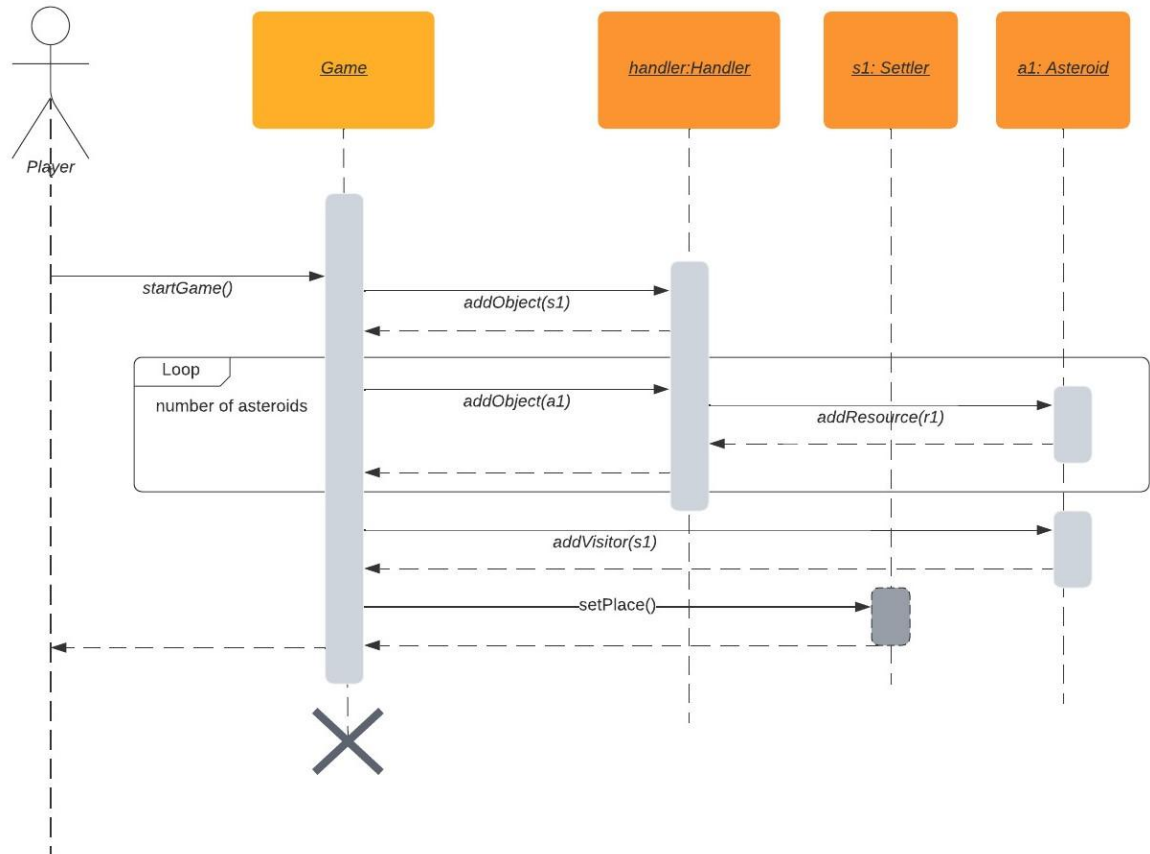 Game
handler:Handler
s1: Settler
a1: Asteroid
Player
startGame()
addObject(s1)
Loop
number of asteroids
addObject(a1)
addResource(r1)
addVisitor(s1)
setPlace()